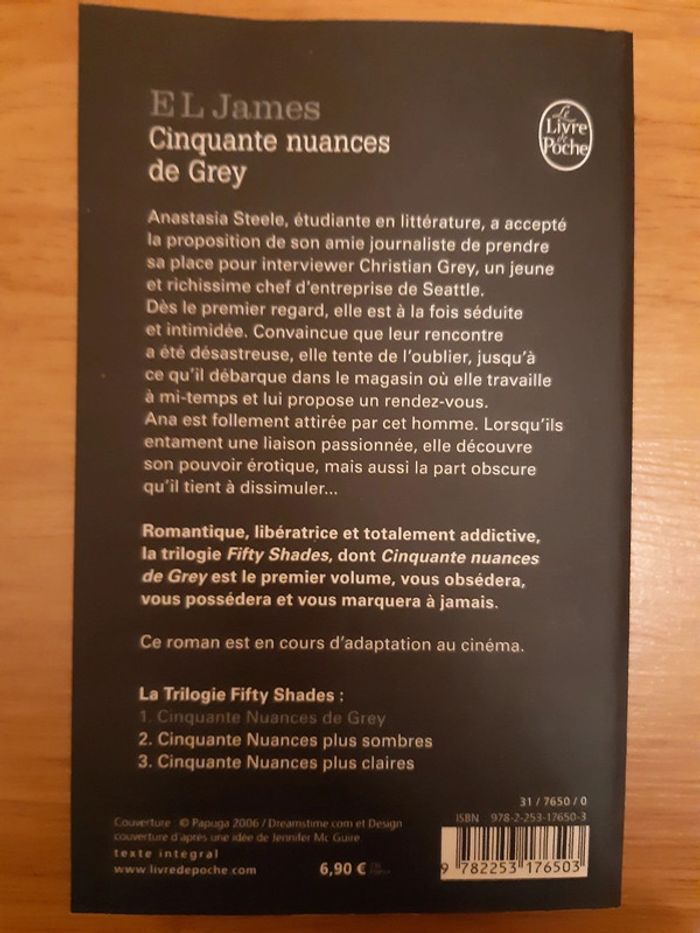 E L James
Cinquante nuances
de Grey
Le
Livre
de
Poche
Anastasia Steele, étudiante en littérature, a accepté
la proposition de son amie journaliste de prendre
sa place pour interviewer Christian Grey, un jeune
et richissime chef d'entreprise de Seattle.
Dès le premier regard, elle est à la fois séduite
et intimidée. Convaincue que leur rencontre
a été désastreuse, elle tente de l'oublier, jusqu'à
ce qu'il débarque dans le magasin où elle travaille
à mi-temps et lui propose un rendez-vous.
Ana est follement attirée par cet homme. Lorsqu'ils
entament une liaison passionnée, elle découvre
son pouvoir érotique, mais aussi la part obscure
qu'il tient à dissimuler...
Romantique, libératrice et totalement addictive,
la trilogie Fifty Shades, dont Cinquante nuances
de Grey est le premier volume, vous obsédera,
vous possédera et vous marquera à jamais.
Ce roman est en cours d'adaptation au cinéma.
La Trilogie Fifty Shades :
1. Cinquante Nuances de Grey
2. Cinquante Nuances plus sombres
3. Cinquante Nuances plus claires
Couverture © Papuga 2006 / Dreamstime.com et Design
couverture d'après une idée de Jennifer Mc Guire
texte intégral
www.livredepoche.com
6,90 €
31 / 7650 / 0
ISBN 978-2-253-17650-3
9 782253 176503